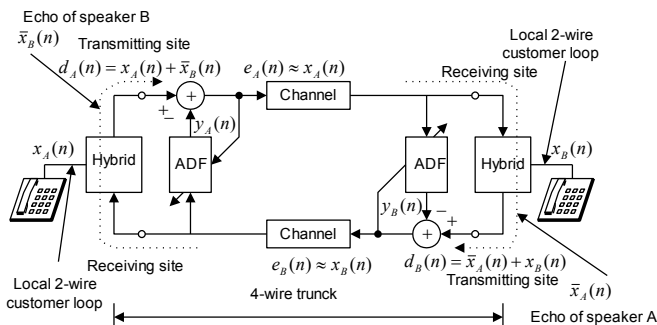 Echo of speaker B
x̄_B(n)
Transmitting site
d_A(n) = x_A(n) + x̄_B(n)
e_A(n) ≈ x_A(n)
Receiving site
Local 2-wire
customer loop
Channel
+
+
−
y_A(n)
x_A(n)
Hybrid
ADF
ADF
Hybrid
x_B(n)
y_B(n)
−
+
+
Channel
Receiving site
e_B(n) ≈ x_B(n)
d_B(n) = x̄_A(n) + x_B(n)
Transmitting site
Local 2-wire
customer loop
4-wire trunck
x̄_A(n)
Echo of speaker A